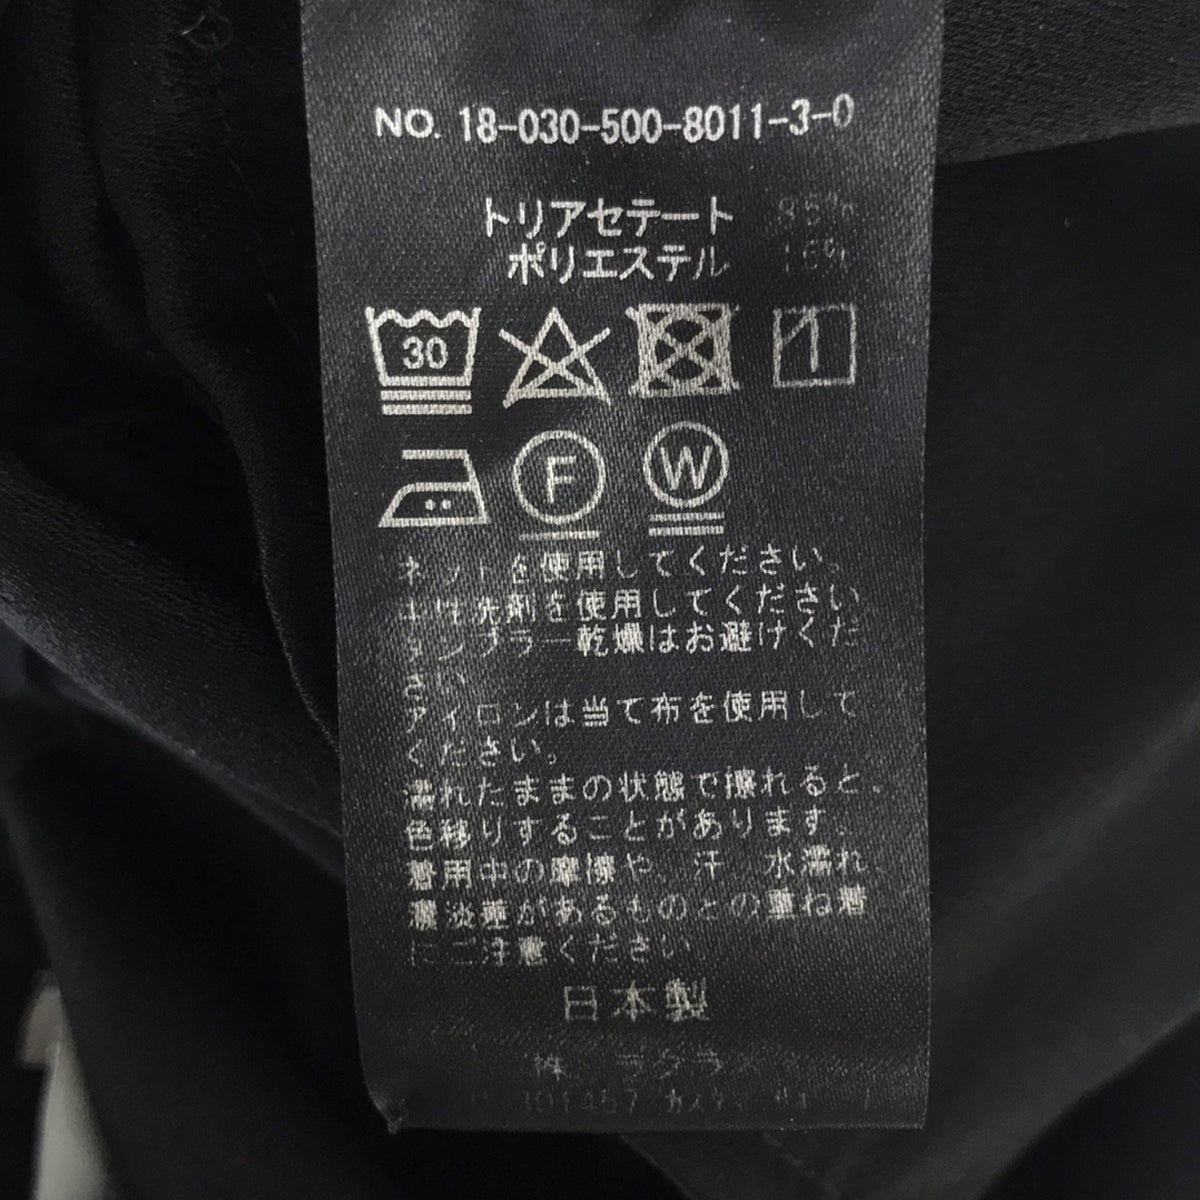 NO. 18-030-500-8011-3-0
トリアセテート
ポリエステル
30
F
W
ネットを使用してください。
中性洗剤を使用してください
タンブラー乾燥はお避けくだ
さい
アイロンは当て布を使用して
ください。
濡れたままの状態で擦れると、
色移りすることがあります。
着用中の摩擦や、汗、水濡れ、
濃淡差があるものとの重ね着
にご注意ください。
日本製